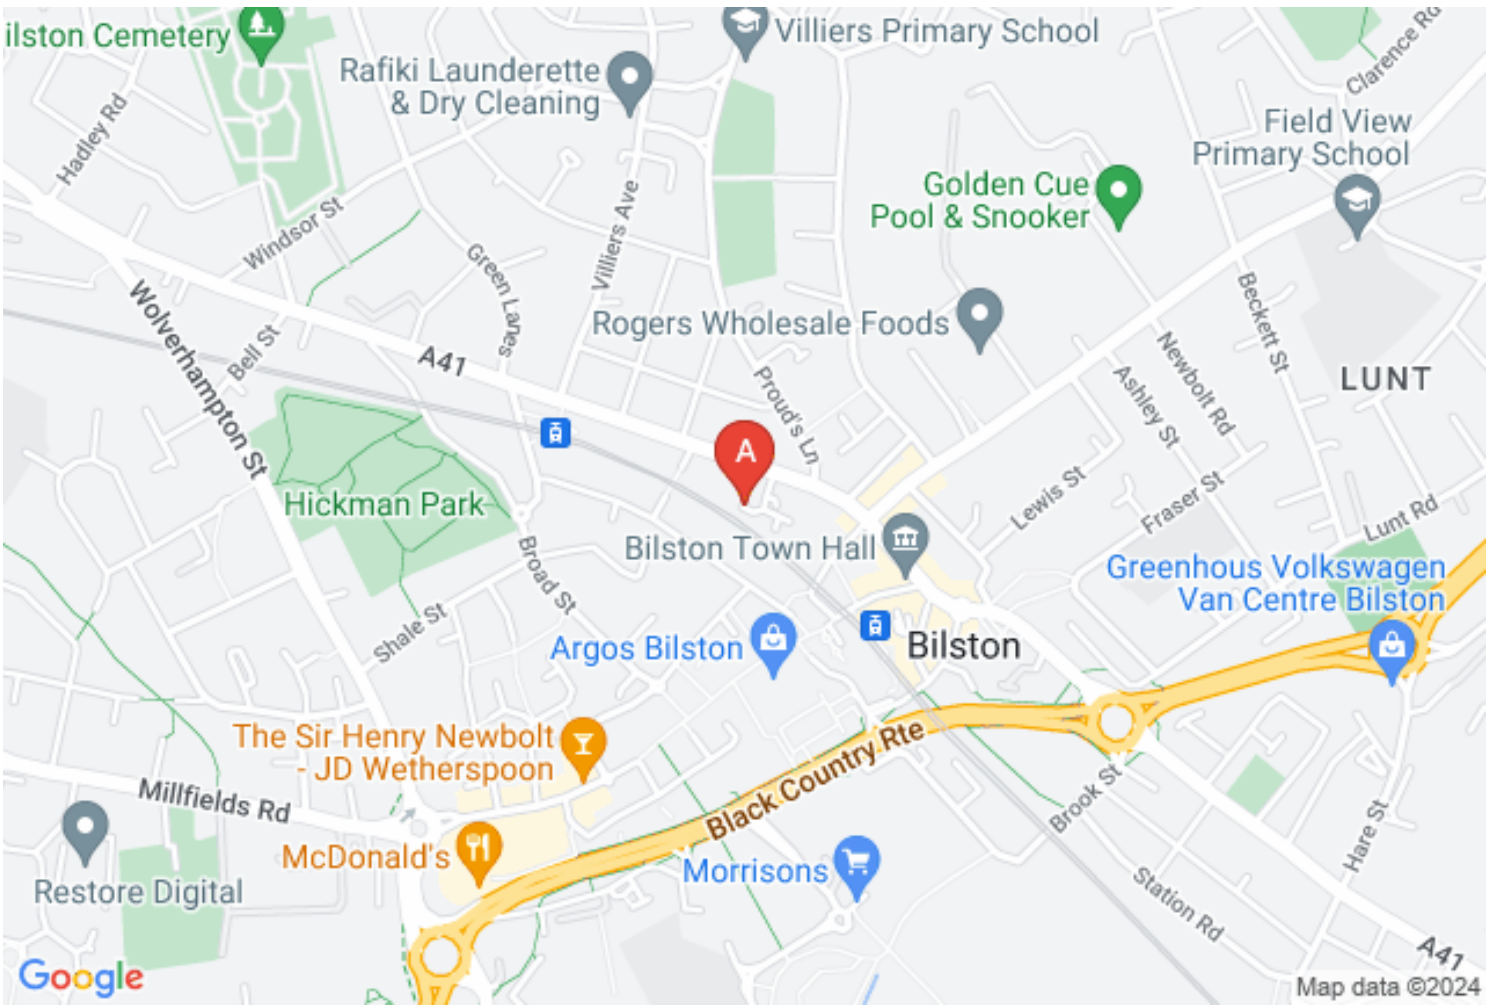 ilston Cemetery
Villiers Primary School
Rafiki Launderette
& Dry Cleaning
Clarence Rd
Hadley Rd
Field View
Primary School
Golden Cue
Pool & Snooker
Windsor St
Villiers Ave
Green Lanes
Wolverhampton St
Bell St
A41
Rogers Wholesale Foods
Beckett St
Newbolt Rd
Ashley St
LUNT
Proud's Ln
A
Hickman Park
Lewis St
Fraser St
Lunt Rd
Broad St
Bilston Town Hall
Greenhous Volkswagen
Van Centre Bilston
Shale St
Argos Bilston
Bilston
The Sir Henry Newbolt
- JD Wetherspoon
Black Country Rte
Millfields Rd
Brook St
Hare St
McDonald's
Morrisons
Restore Digital
Station Rd
A41
Google
Map data ©2024